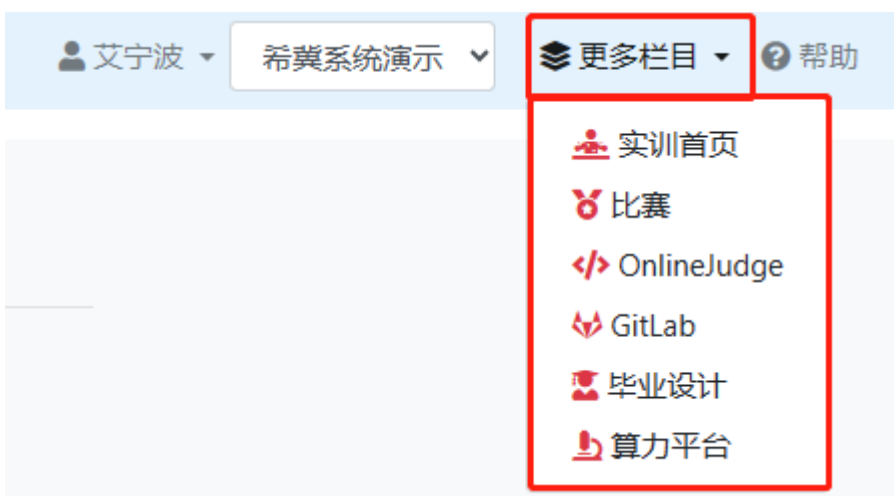 艾宁波 希冀系统演示 更多栏目 帮助
实训首页
比赛
OnlineJudge
GitLab
毕业设计
算力平台